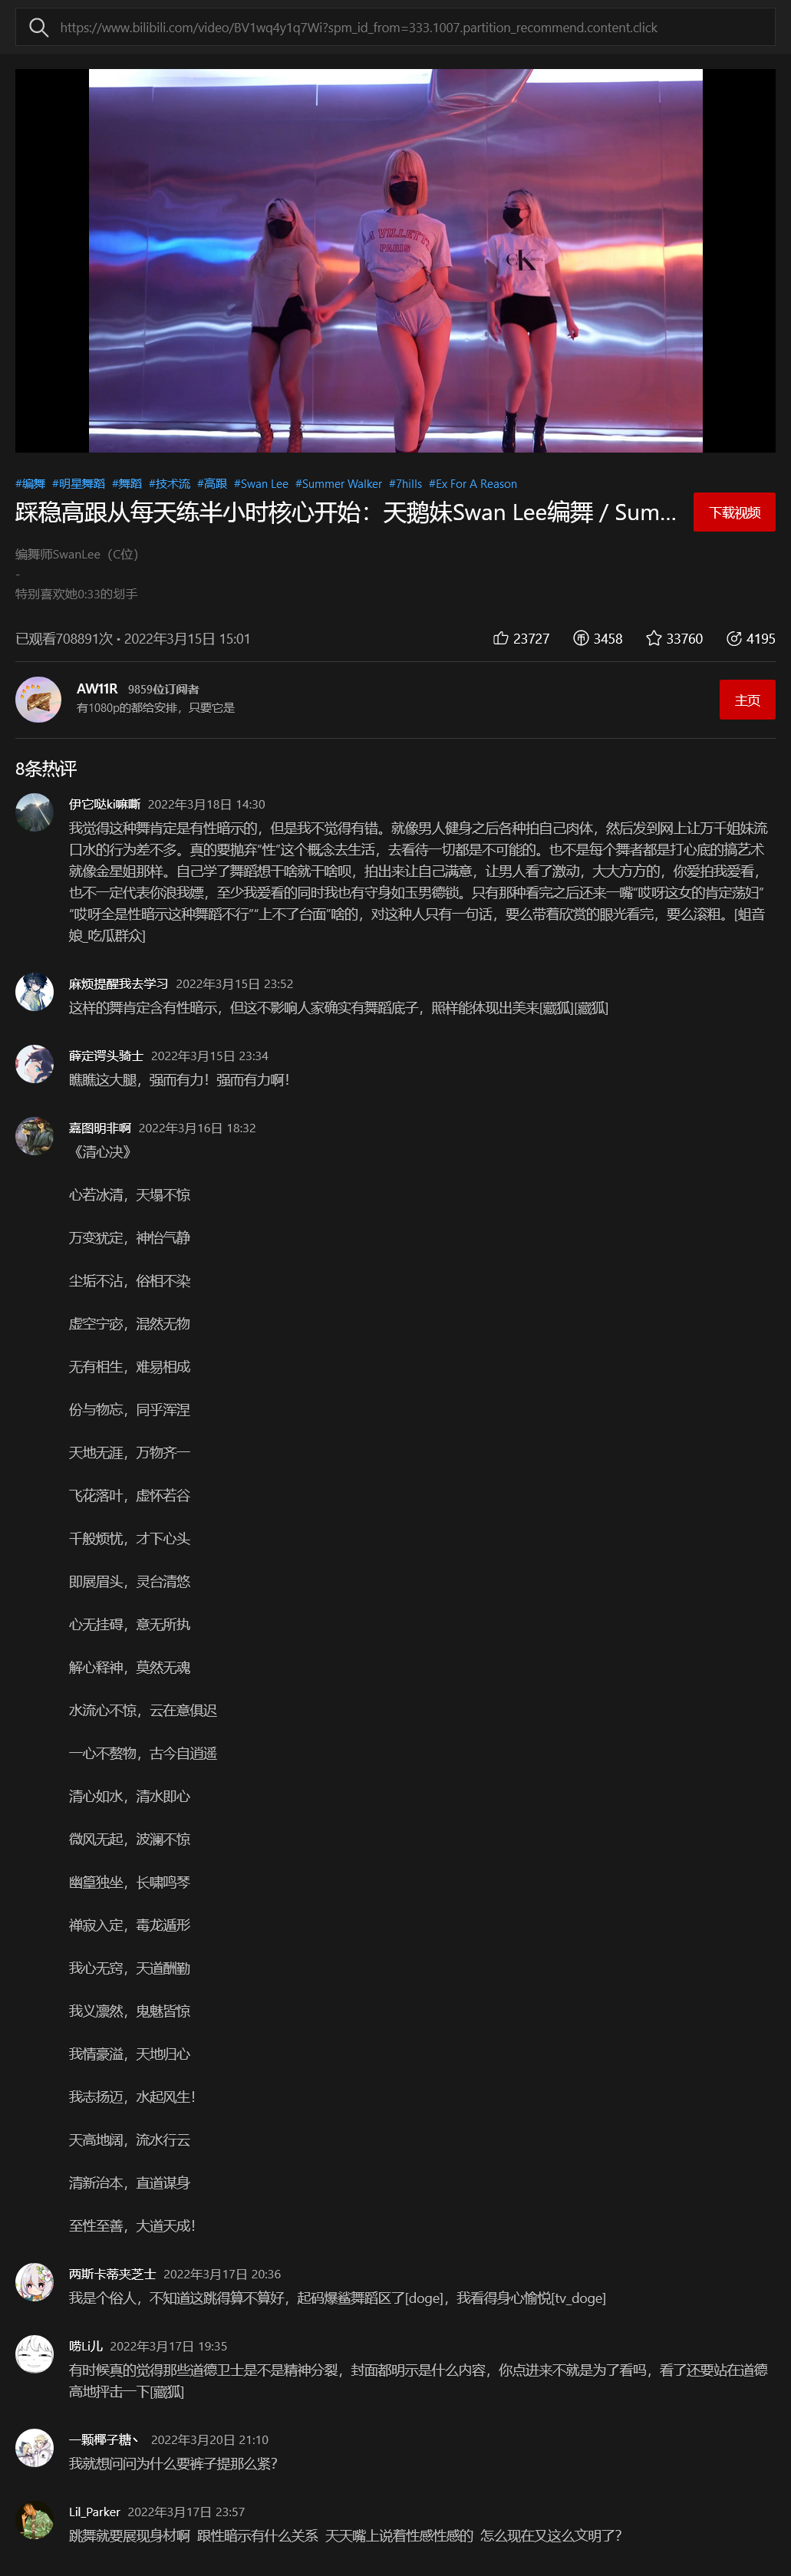 https://www.bilibili.com/video/BV1wq4y1q7Wi?spm_id_from=333.1007.partition_recommend.content.click
LA VILLETTE
PARIS
CK
#编舞 #明星舞蹈 #舞蹈 #技术流 #高跟 #Swan Lee #Summer Walker #7hills #Ex For A Reason
踩稳高跟从每天练半小时核心开始：天鹅妹Swan Lee编舞 / Sum...
下载视频
编舞师SwanLee（C位）
-
特别喜欢她0:33的划手
已观看708891次 • 2022年3月15日 15:01
23727 3458 33760 4195
AW11R 9859位订阅者
有1080p的都给安排，只要它是
主页
8条热评
伊它哒ki嘛嘶 2022年3月18日 14:30
我觉得这种舞肯定是有性暗示的，但是我不觉得有错。就像男人健身之后各种拍自己肉体，然后发到网上让万千姐妹流
口水的行为差不多。真的要抛弃“性”这个概念去生活，去看待一切都是不可能的。也不是每个舞者都是打心底的搞艺术
就像金星姐那样。自己学了舞蹈想干啥就干啥呗，拍出来让自己满意，让男人看了激动，大大方方的，你爱拍我爱看，
也不一定代表你浪我嫖，至少我爱看的同时我也有守身如玉男德锁。只有那种看完之后还来一嘴“哎呀这女的肯定荡妇”
“哎呀全是性暗示这种舞蹈不行”“上不了台面”啥的，对这种人只有一句话，要么带着欣赏的眼光看完，要么滚粗。[蛆音
娘_吃瓜群众]
麻烦提醒我去学习 2022年3月15日 23:52
这样的舞肯定含有性暗示，但这不影响人家确实有舞蹈底子，照样能体现出美来[藏狐][藏狐]
薛定谔头骑士 2022年3月15日 23:34
瞧瞧这大腿，强而有力！强而有力啊！
嘉图明非啊 2022年3月16日 18:32
《清心决》
心若冰清，天塌不惊
万变犹定，神怡气静
尘垢不沾，俗相不染
虚空宁宓，混然无物
无有相生，难易相成
份与物忘，同乎浑涅
天地无涯，万物齐一
飞花落叶，虚怀若谷
千般烦忧，才下心头
即展眉头，灵台清悠
心无挂碍，意无所执
解心释神，莫然无魂
水流心不惊，云在意俱迟
一心不赘物，古今自逍遥
清心如水，清水即心
微风无起，波澜不惊
幽篁独坐，长啸鸣琴
禅寂入定，毒龙遁形
我心无窍，天道酬勤
我义凛然，鬼魅皆惊
我情豪溢，天地归心
我志扬迈，水起风生！
天高地阔，流水行云
清新治本，直道谋身
至性至善，大道天成！
两斯卡蒂夹芝士 2022年3月17日 20:36
我是个俗人，不知道这跳得算不算好，起码爆鲨舞蹈区了[doge]，我看得身心愉悦[tv_doge]
唠Li儿 2022年3月17日 19:35
有时候真的觉得那些道德卫士是不是精神分裂，封面都明示是什么内容，你点进来不就是为了看吗，看了还要站在道德
高地抨击一下[藏狐]
一颗椰子糖丶 2022年3月20日 21:10
我就想问问为什么要裤子提那么紧？
Lil_Parker 2022年3月17日 23:57
跳舞就要展现身材啊 跟性暗示有什么关系 天天嘴上说着性感性感的 怎么现在又这么文明了？